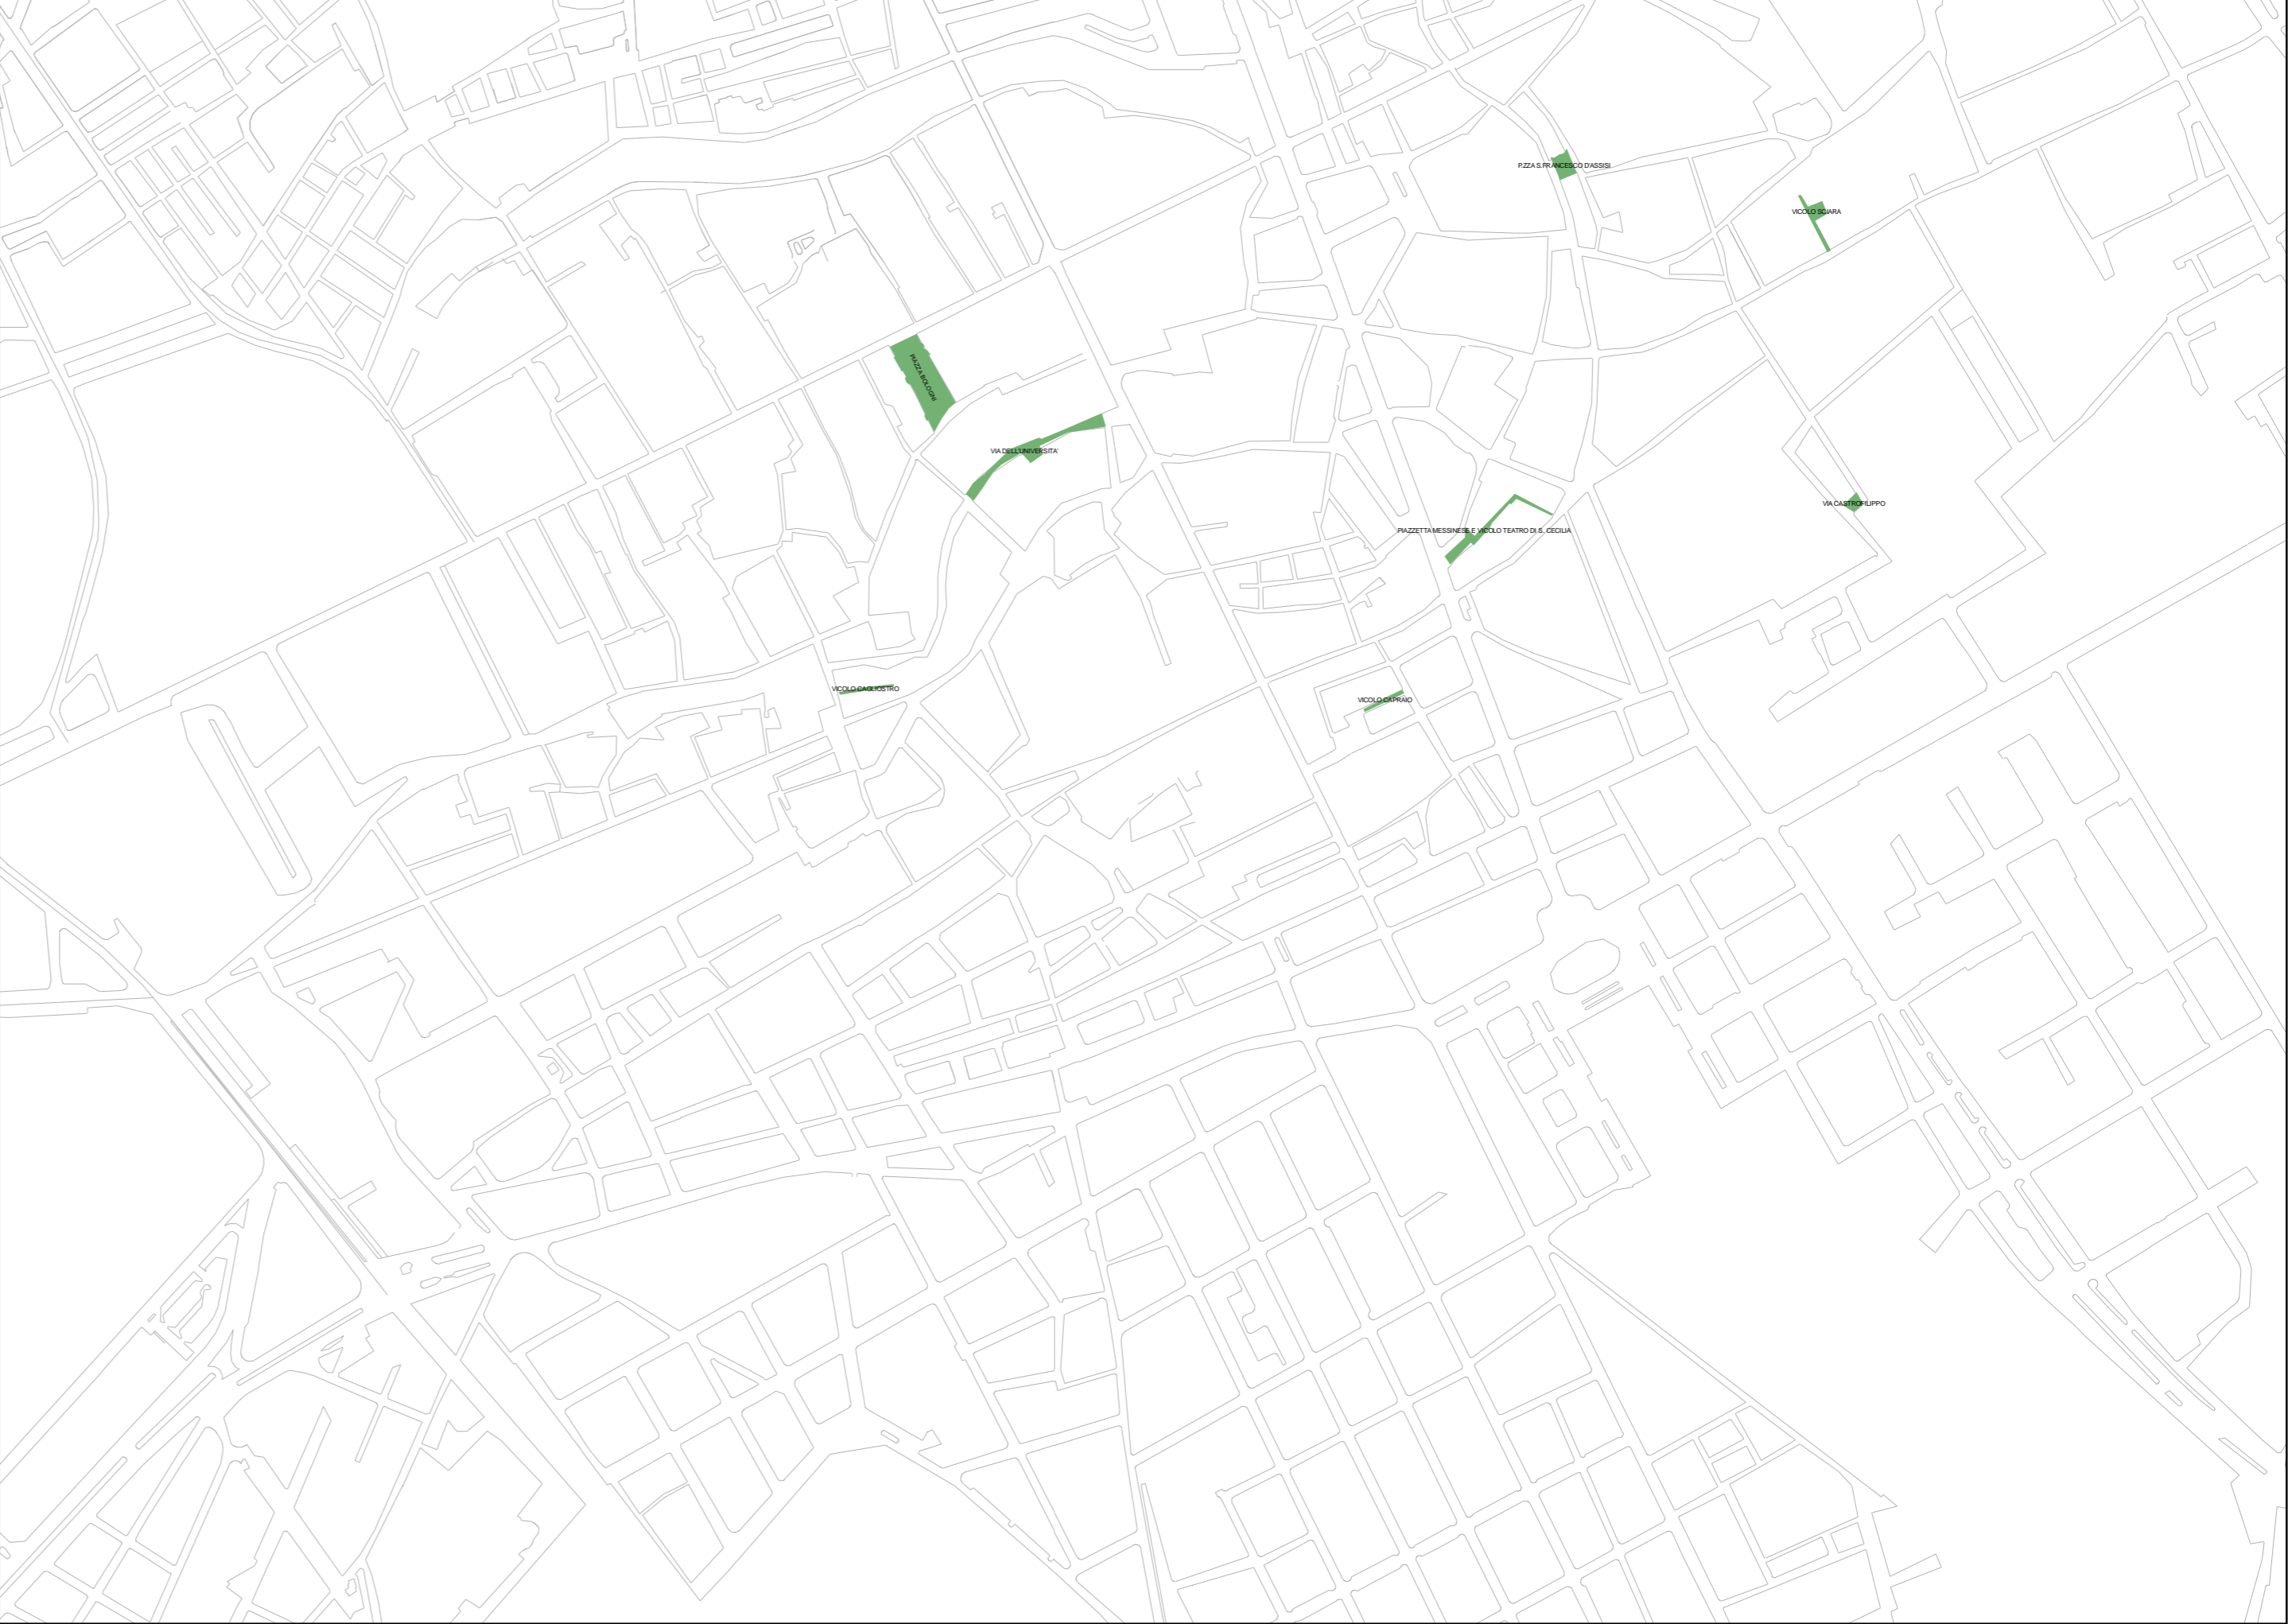 P.ZZA S.FRANCESCO D'ASSISI
VICOLO SCIARA
PIAZZA BOLOGNI
VIA DELL'UNIVERSITA'
VIA CASTROFILIPPO
PIAZZETTA MESSINESE E VICOLO TEATRO DI S. CECILIA
VICOLO CAGLIOSTRO
VICOLO CAPRAIO